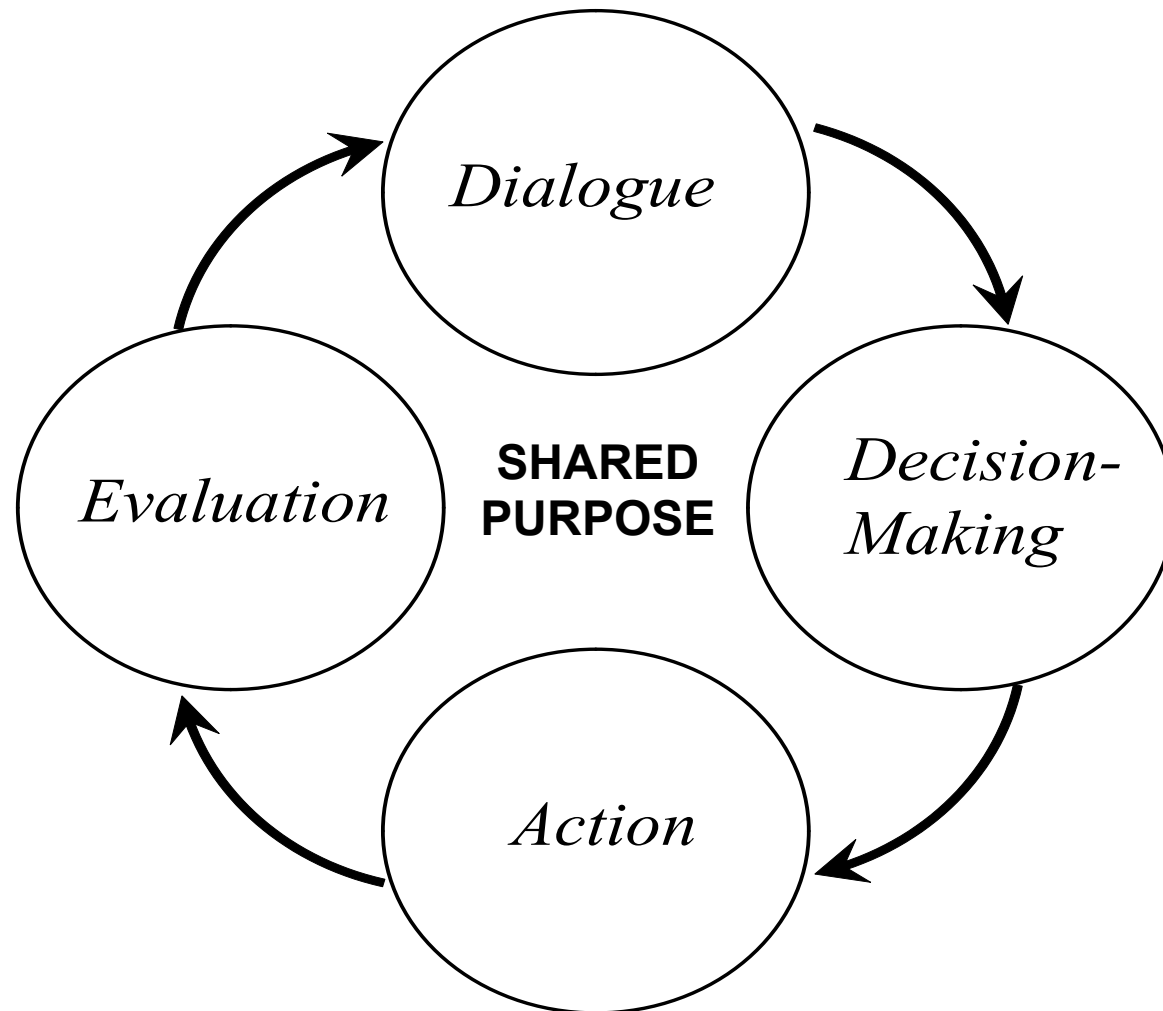 Dialogue
Evaluation
SHARED
PURPOSE
Decision-
Making
Action